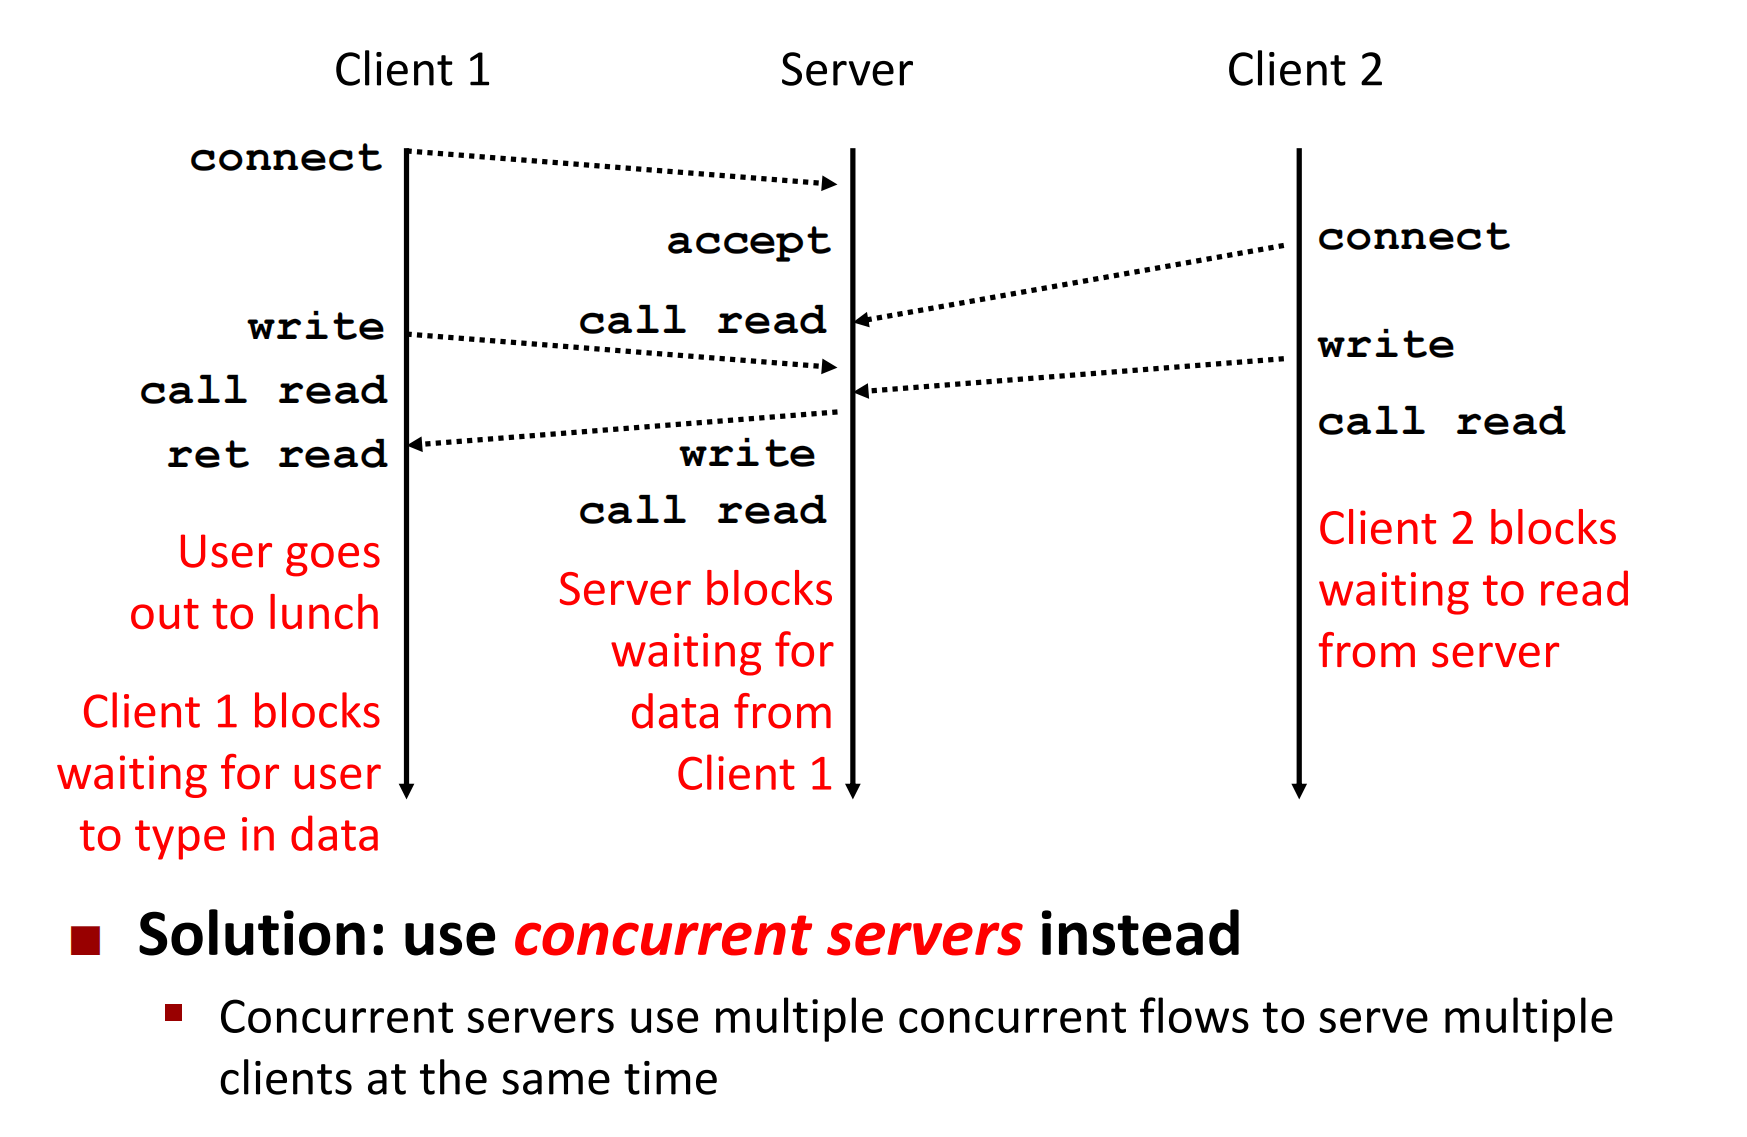 Client 1
Server
Client 2
connect
accept
connect
write
call read
write
call read
call read
ret read
write
call read
User goes
out to lunch
Client 1 blocks
waiting for user
to type in data
Server blocks
waiting for
data from
Client 1
Client 2 blocks
waiting to read
from server
Solution: use concurrent servers instead
Concurrent servers use multiple concurrent flows to serve multiple
clients at the same time